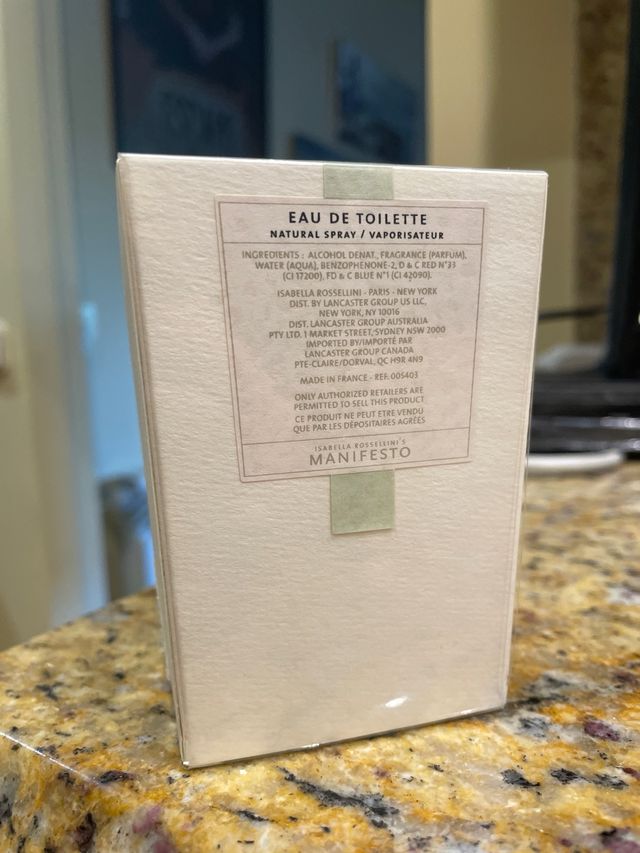 EAU DE TOILETTE
NATURAL SPRAY / VAPORISATEUR
INGREDIENTS : ALCOHOL DENAT., FRAGRANCE (PARFUM),
WATER (AQUA), BENZOPHENONE-2, D & C RED N°33
(CI 17200), FD & C BLUE N°1 (CI 42090).
ISABELLA ROSSELLINI - PARIS - NEW YORK
DIST. BY LANCASTER GROUP US LLC,
NEW YORK, NY 10016
DIST. LANCASTER GROUP AUSTRALIA
PTY LTD. 1 MARKET STREET, SYDNEY NSW 2000
IMPORTED BY/IMPORTÉ PAR
LANCASTER GROUP CANADA
PTE-CLAIRE/DORVAL, QC H9R 4N9
MADE IN FRANCE - REF. 005403
ONLY AUTHORIZED RETAILERS ARE
PERMITTED TO SELL THIS PRODUCT
CE PRODUIT NE PEUT ETRE VENDU
QUE PAR LES DÉPOSITAIRES AGRÉES
ISABELLA ROSSELLINI'S
MANIFESTO